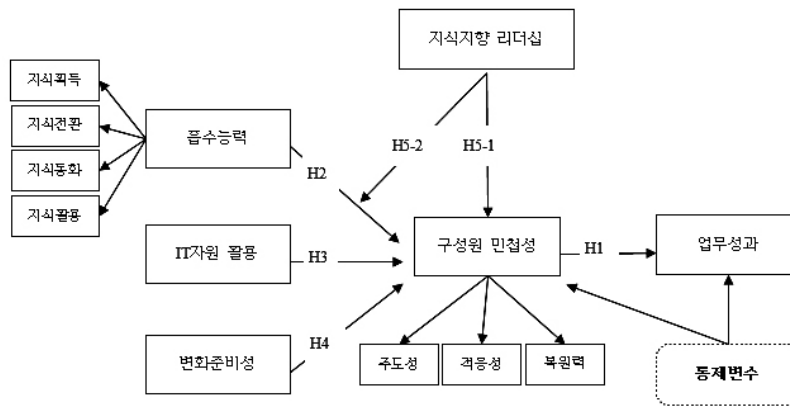 지식지향 리더십
지식획득
지식전환
지식동화
지식활용
흡수능력
H5-2
H5-1
H2
IT자원 활용
H3
구성원 민첩성
H1
업무성과
변화준비성
H4
주도성
적응성
복원력
통제변수